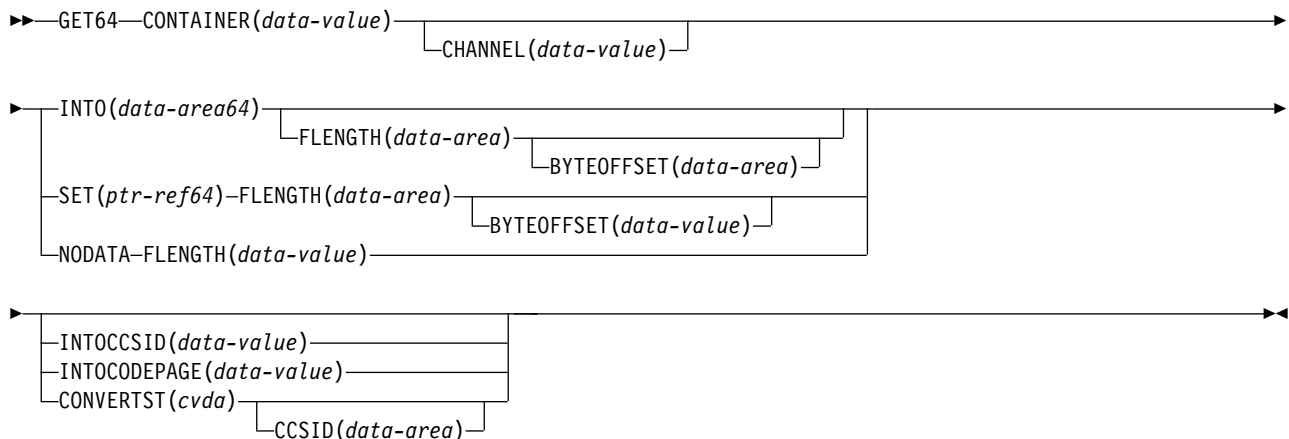 GET64 CONTAINER(data-value)
CHANNEL(data-value)
INTO(data-area64)
FLENGTH(data-area)
BYTEOFFSET(data-area)
SET(ptr-ref64) FLENGTH(data-area)
BYTEOFFSET(data-value)
NODATA FLENGTH(data-value)
INTOCCSID(data-value)
INTOCODEPAGE(data-value)
CONVERTST(cvda)
CCSID(data-area)